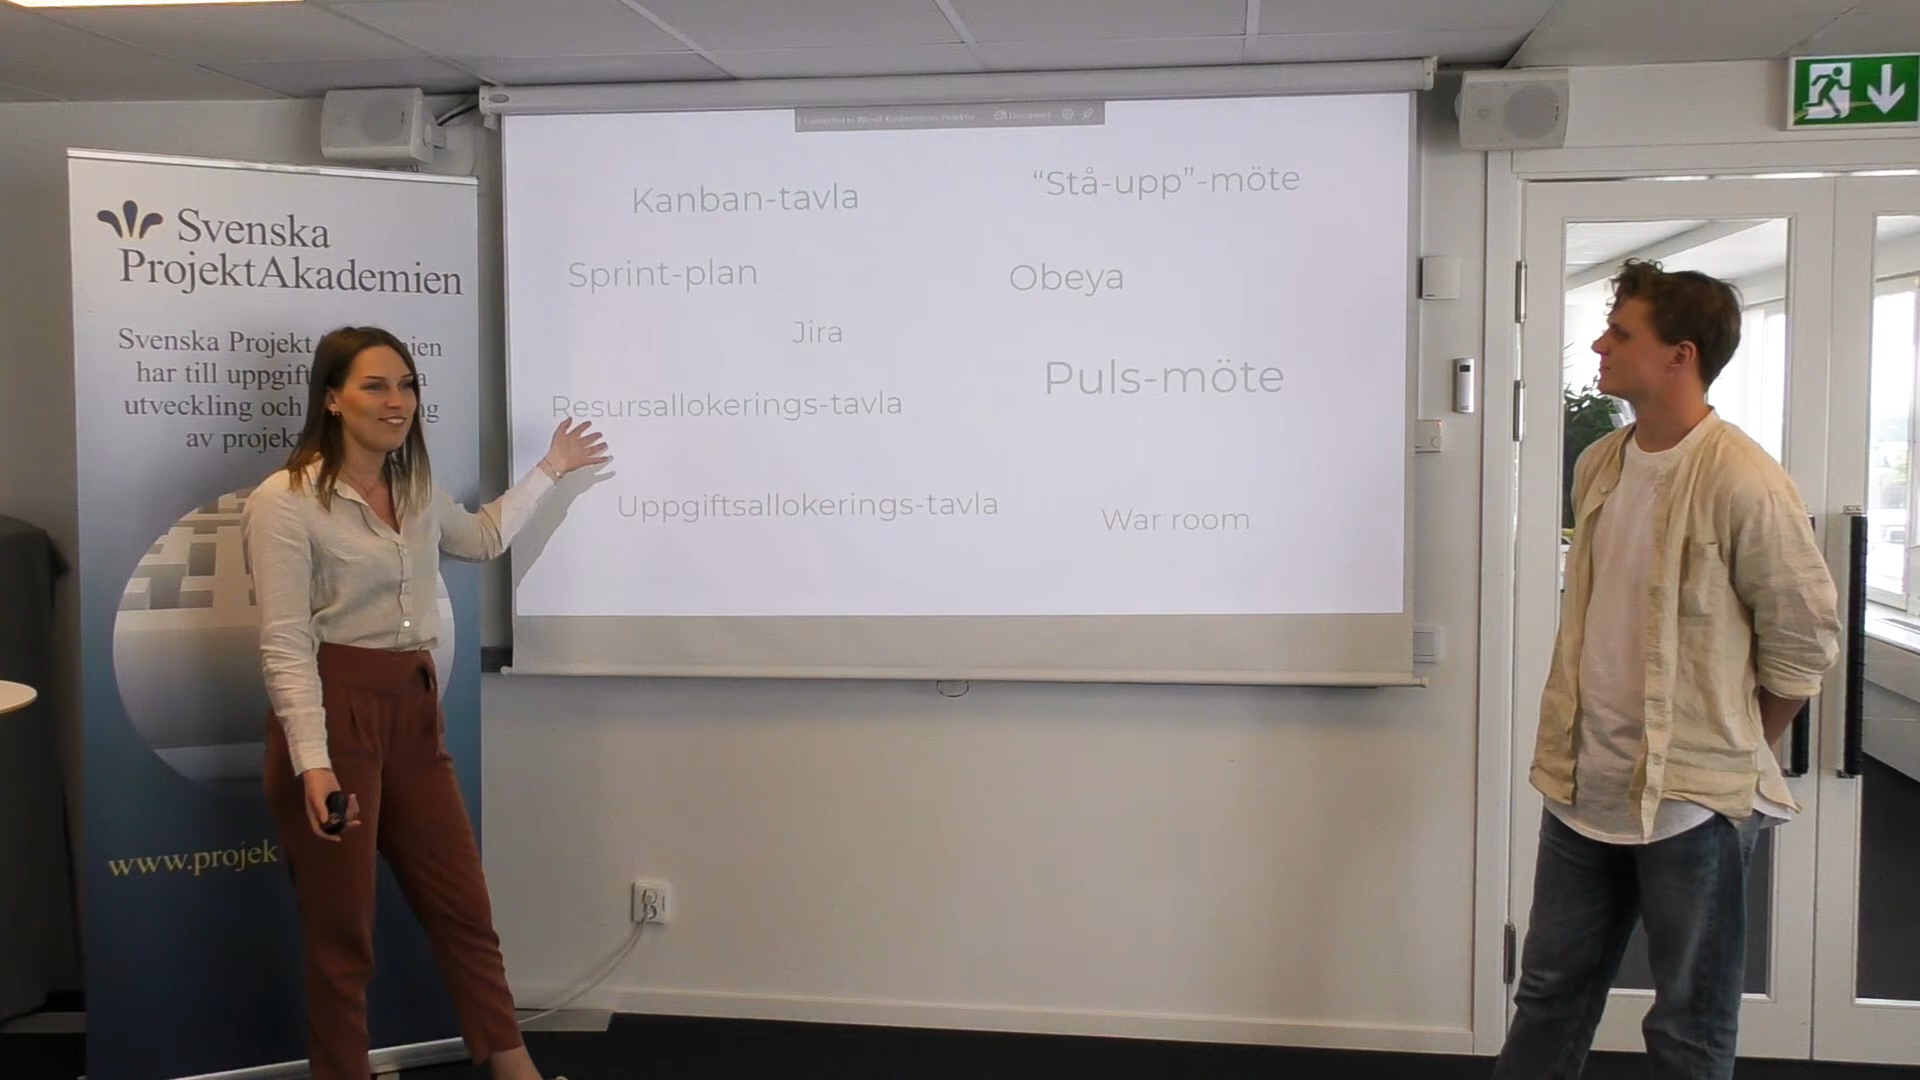 Svenska
ProjektAkademien
Svenska Projekt
har till uppgift
utveckling och
av projekt
www.projek
Kanban-tavla
“Stå-upp”-möte
Sprint-plan
Obeya
Jira
Puls-möte
Resursallokerings-tavla
Uppgiftsallokerings-tavla
War room